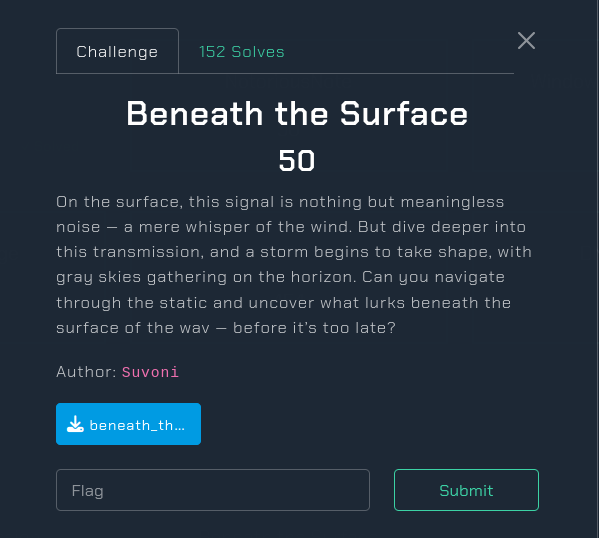 Challenge
152 Solves
Beneath the Surface
50
On the surface, this signal is nothing but meaningless
noise — a mere whisper of the wind. But dive deeper into
this transmission, and a storm begins to take shape, with
gray skies gathering on the horizon. Can you navigate
through the static and uncover what lurks beneath the
surface of the wav — before it's too late?
Author: Suvoni
beneath_th...
Flag
Submit